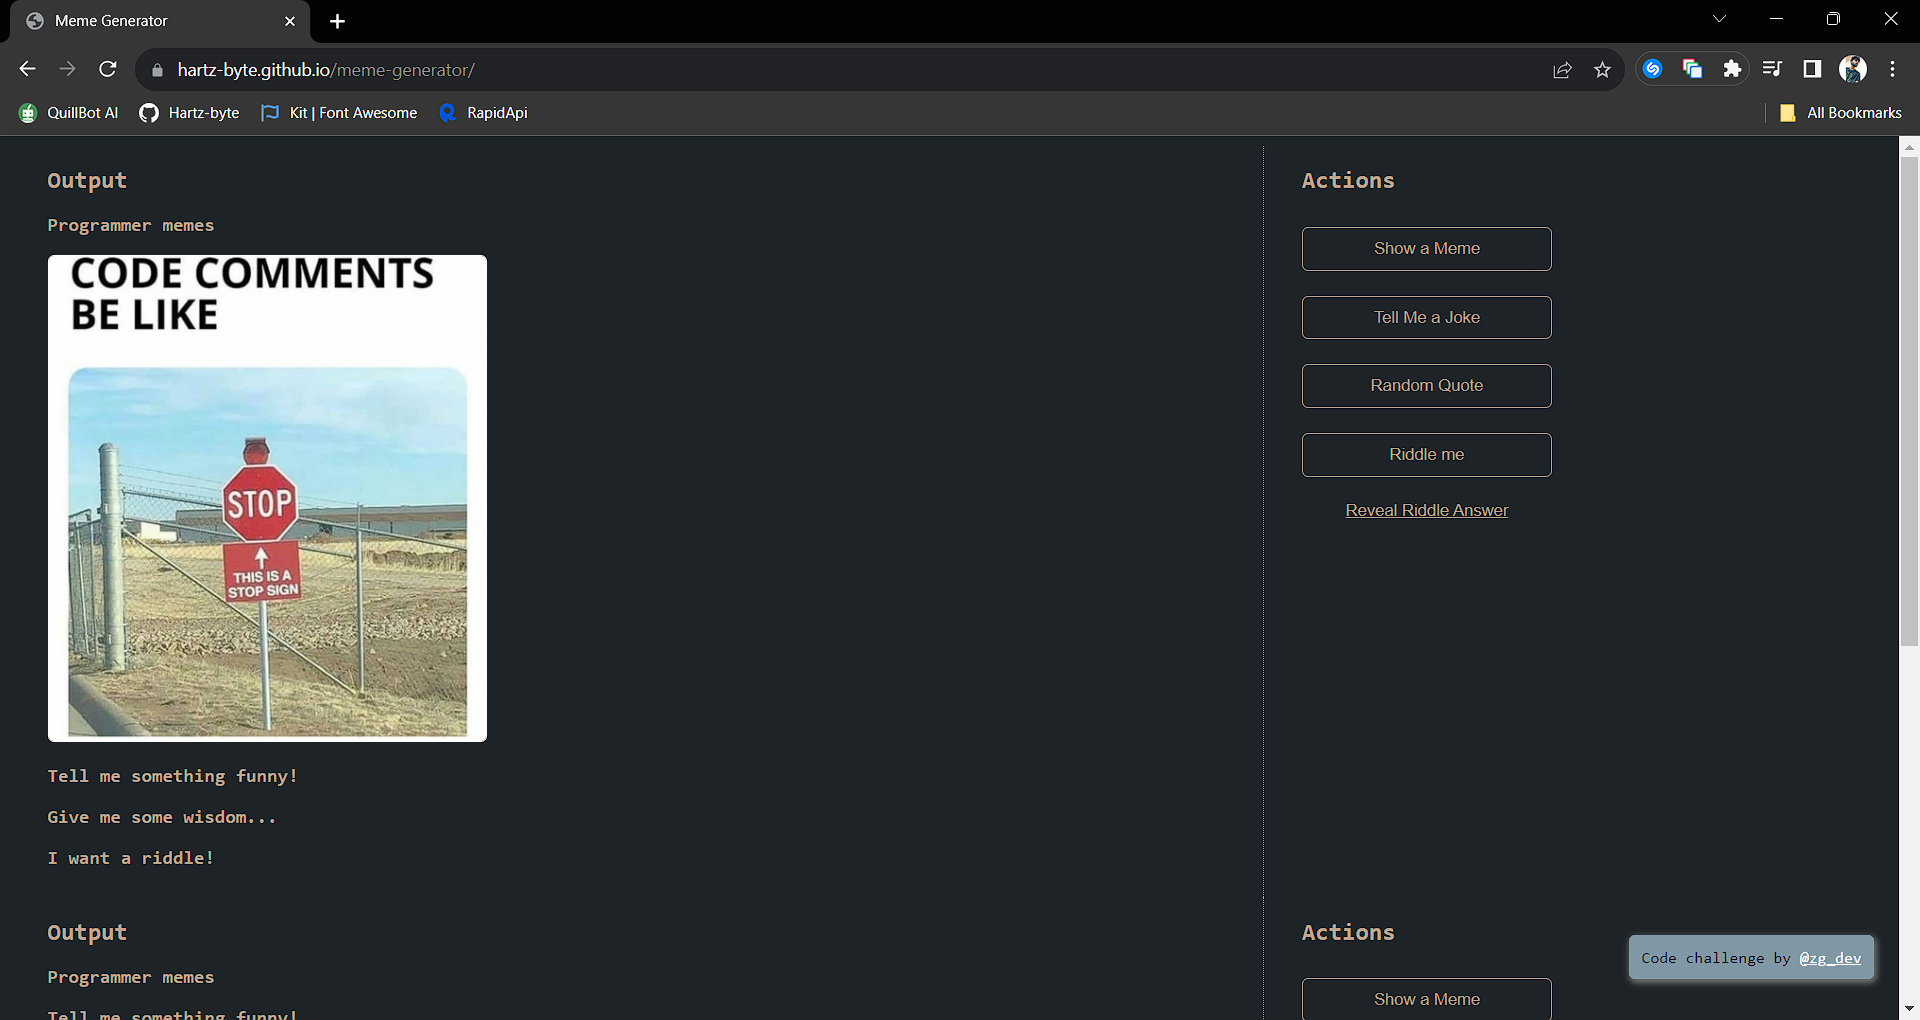 Meme Generator
hartz-byte.github.io/meme-generator/
QuillBot AI
Hartz-byte
Kit | Font Awesome
RapidApi
All Bookmarks
Output
Programmer memes
CODE COMMENTS
BE LIKE
STOP
THIS IS A
STOP SIGN
Tell me something funny!
Give me some wisdom...
I want a riddle!
Actions
Show a Meme
Tell Me a Joke
Random Quote
Riddle me
Reveal Riddle Answer
Output
Programmer memes
Tell me something funny!
Actions
Show a Meme
Code challenge by @zg_dev